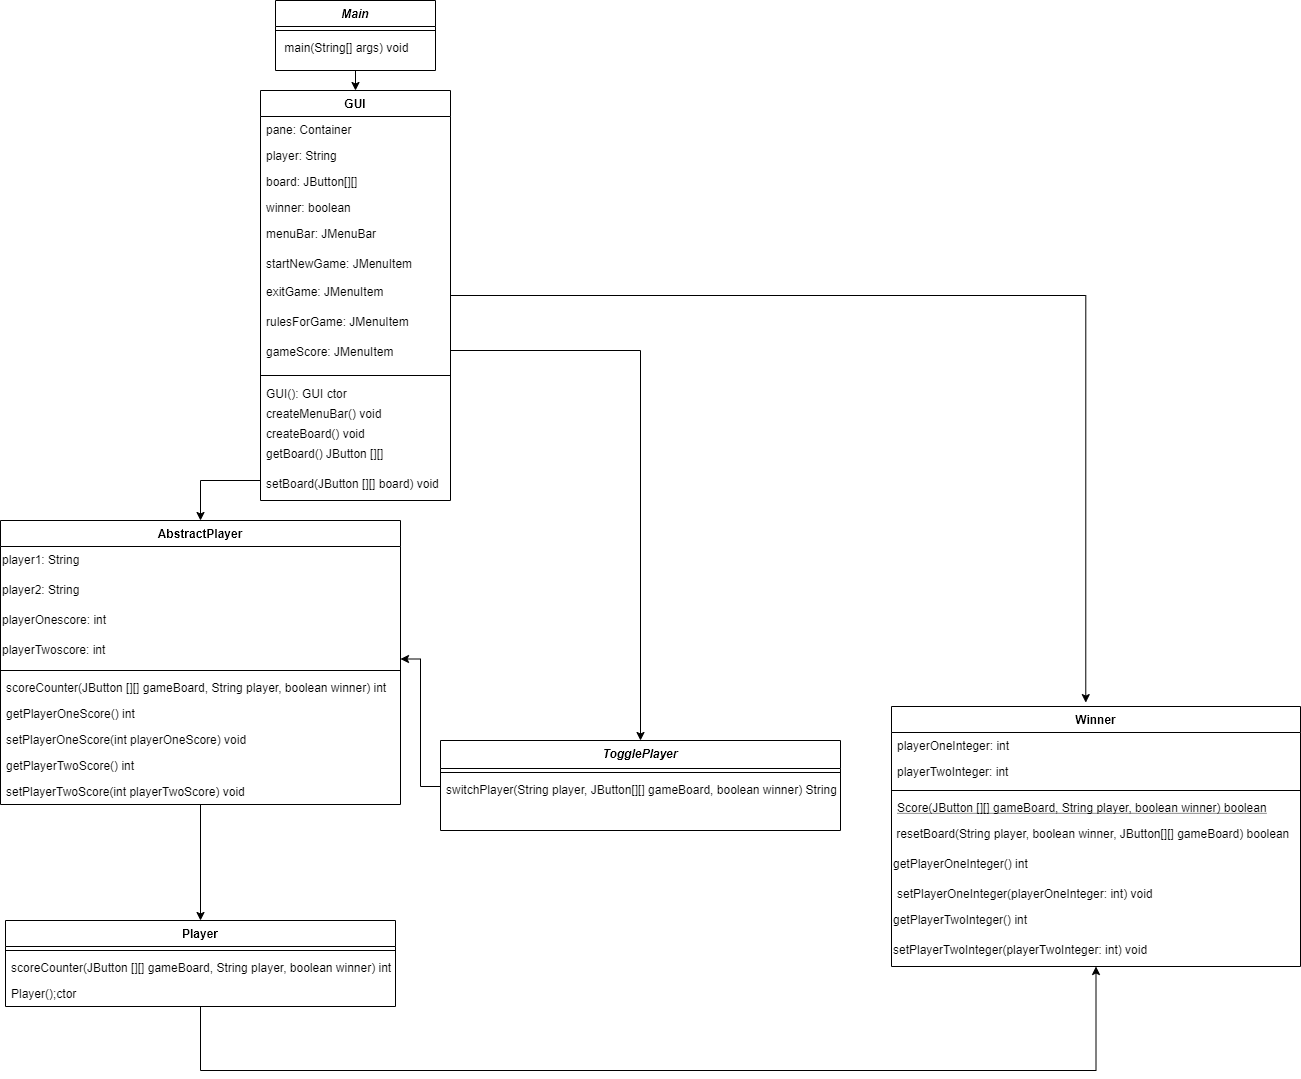 Main
main(String[] args) void
GUI
pane: Container
player: String
board: JButton[][]
winner: boolean
menuBar: JMenuBar
startNewGame: JMenuItem
exitGame: JMenuItem
rulesForGame: JMenuItem
gameScore: JMenuItem
GUI(): GUI ctor
createMenuBar() void
createBoard() void
getBoard() JButton [][]
setBoard(JButton [][] board) void
AbstractPlayer
player1: String
player2: String
playerOnescore: int
playerTwoscore: int
scoreCounter(JButton [][] gameBoard, String player, boolean winner) int
getPlayerOneScore() int
setPlayerOneScore(int playerOneScore) void
getPlayerTwoScore() int
setPlayerTwoScore(int playerTwoScore) void
TogglePlayer
switchPlayer(String player, JButton[][] gameBoard, boolean winner) String
Winner
playerOneInteger: int
playerTwoInteger: int
Score(JButton [][] gameBoard, String player, boolean winner) boolean
resetBoard(String player, boolean winner, JButton[][] gameBoard) boolean
getPlayerOneInteger() int
setPlayerOneInteger(playerOneInteger: int) void
getPlayerTwoInteger() int
setPlayerTwoInteger(playerTwoInteger: int) void
Player
scoreCounter(JButton [][] gameBoard, String player, boolean winner) int
Player();ctor